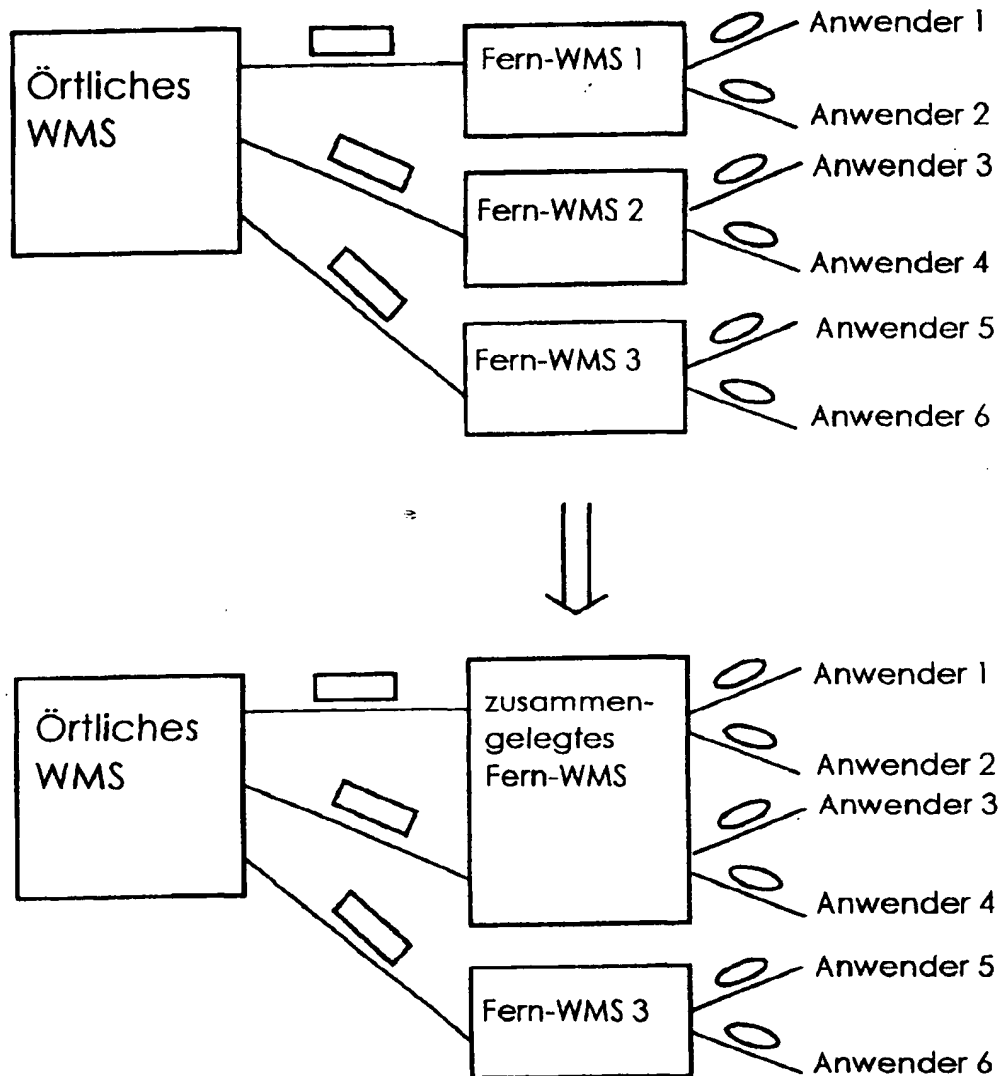 Örtliches
WMS
Fern-WMS 1
Anwender 1
Anwender 2
Fern-WMS 2
Anwender 3
Anwender 4
Fern-WMS 3
Anwender 5
Anwender 6
Örtliches
WMS
zusammen-
gelegtes
Fern-WMS
Anwender 1
Anwender 2
Anwender 3
Anwender 4
Fern-WMS 3
Anwender 5
Anwender 6